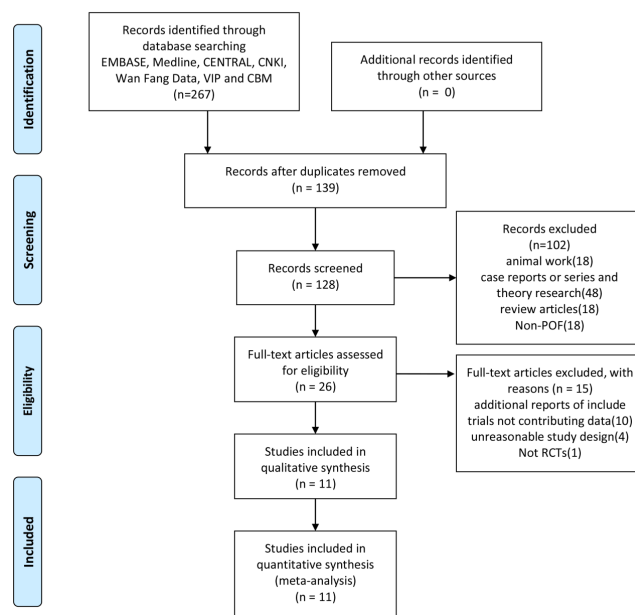 Identification
Records identified through
database searching
EMBASE, Medline, CENTRAL, CNKI,
Wan Fang Data, VIP and CBM
(n=267)
Additional records identified
through other sources
(n = 0)
Records after duplicates removed
(n = 139)
Screening
Records screened
(n = 128)
Records excluded
(n=102)
animal work(18)
case reports or series and
theory research(48)
review articles(18)
Non-POF(18)
Eligibility
Full-text articles assessed
for eligibility
(n = 26)
Full-text articles excluded, with
reasons (n = 15)
additional reports of include
trials not contributing data(10)
unreasonable study design(4)
Not RCTs(1)
Studies included in
qualitative synthesis
(n = 11)
Included
Studies included in
quantitative synthesis
(meta-analysis)
(n = 11)